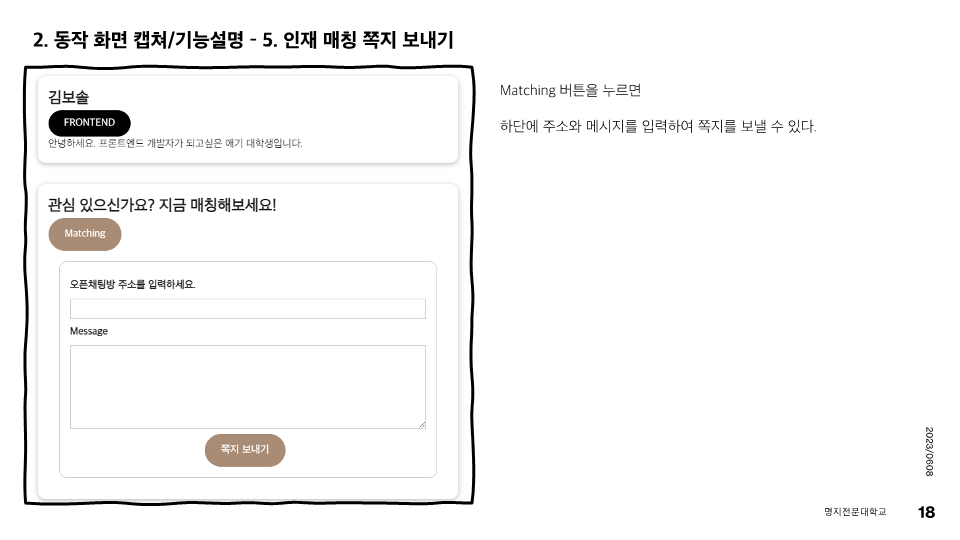 2. 동작 화면 캡쳐/기능설명 - 5. 인재 매칭 쪽지 보내기
김보솔
FRONTEND
안녕하세요. 프론트엔드 개발자가 되고싶은 얘기 대학생입니다.
관심 있으신가요? 지금 매칭해보세요!
Matching
오픈채팅방 주소를 입력하세요.
Message
쪽지 보내기
Matching 버튼을 누르면
하단에 주소와 메시지를 입력하여 쪽지를 보낼 수 있다.
2023/0608
명지전문대학교
18